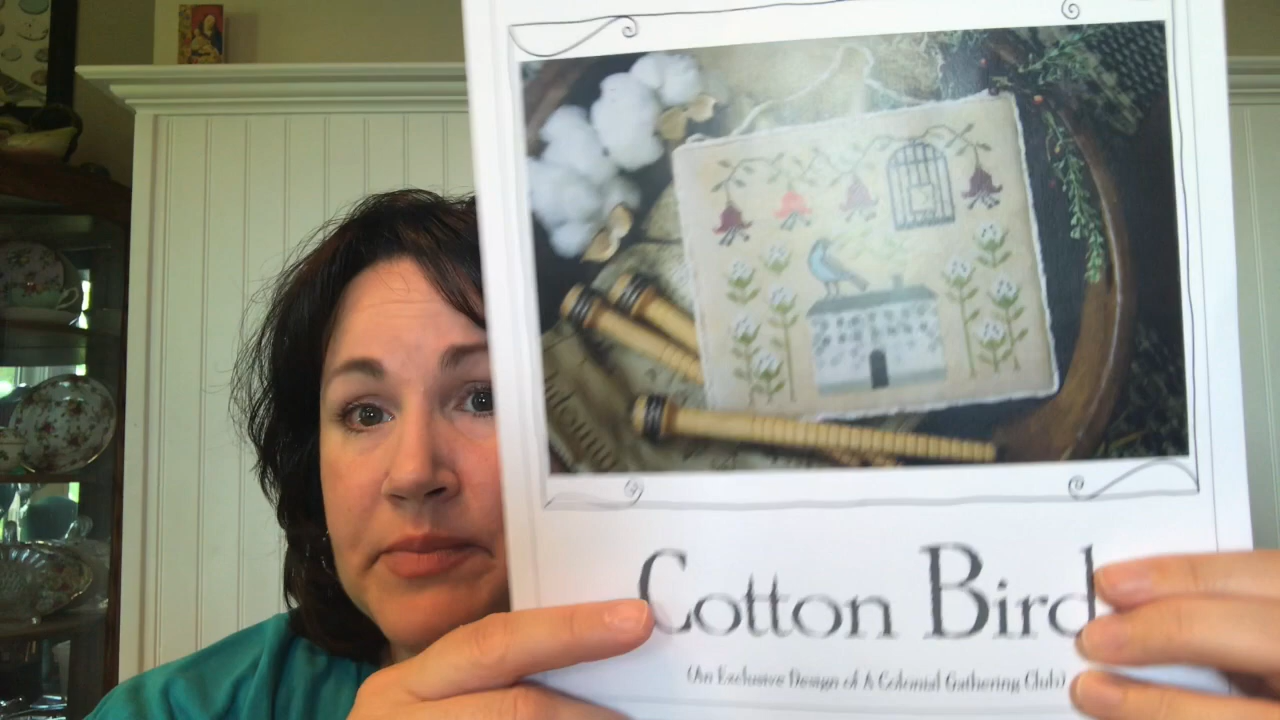 Cotton Bird
(An Exclusive Design of A Colonial Gathering Club)